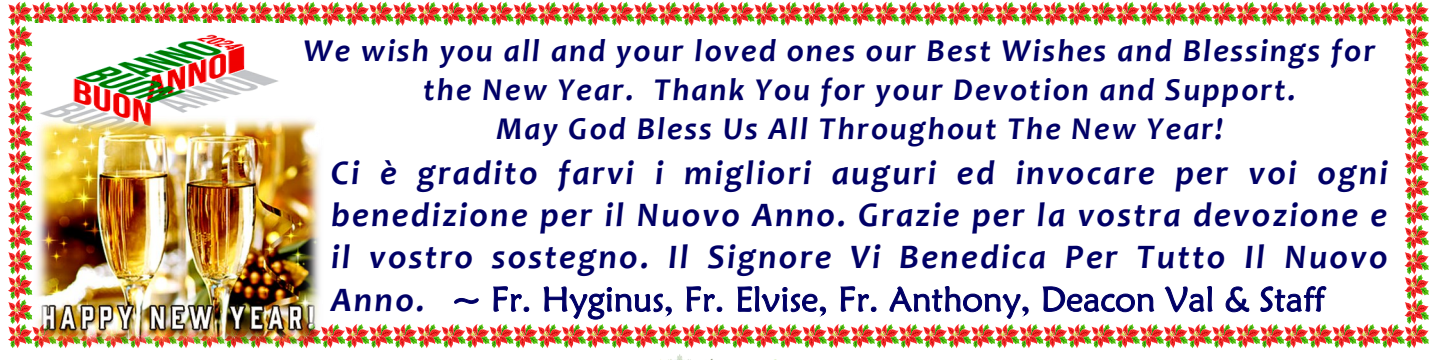 BUON ANNO 2024
We wish you all and your loved ones our Best Wishes and Blessings for
the New Year. Thank You for your Devotion and Support.
May God Bless Us All Throughout The New Year!
Ci è gradito farvi i migliori auguri ed invocare per voi ogni
benedizione per il Nuovo Anno. Grazie per la vostra devozione e
il vostro sostegno. Il Signore Vi Benedica Per Tutto Il Nuovo
Anno. ~ Fr. Hyginus, Fr. Elvise, Fr. Anthony, Deacon Val & Staff
HAPPY NEW YEAR!